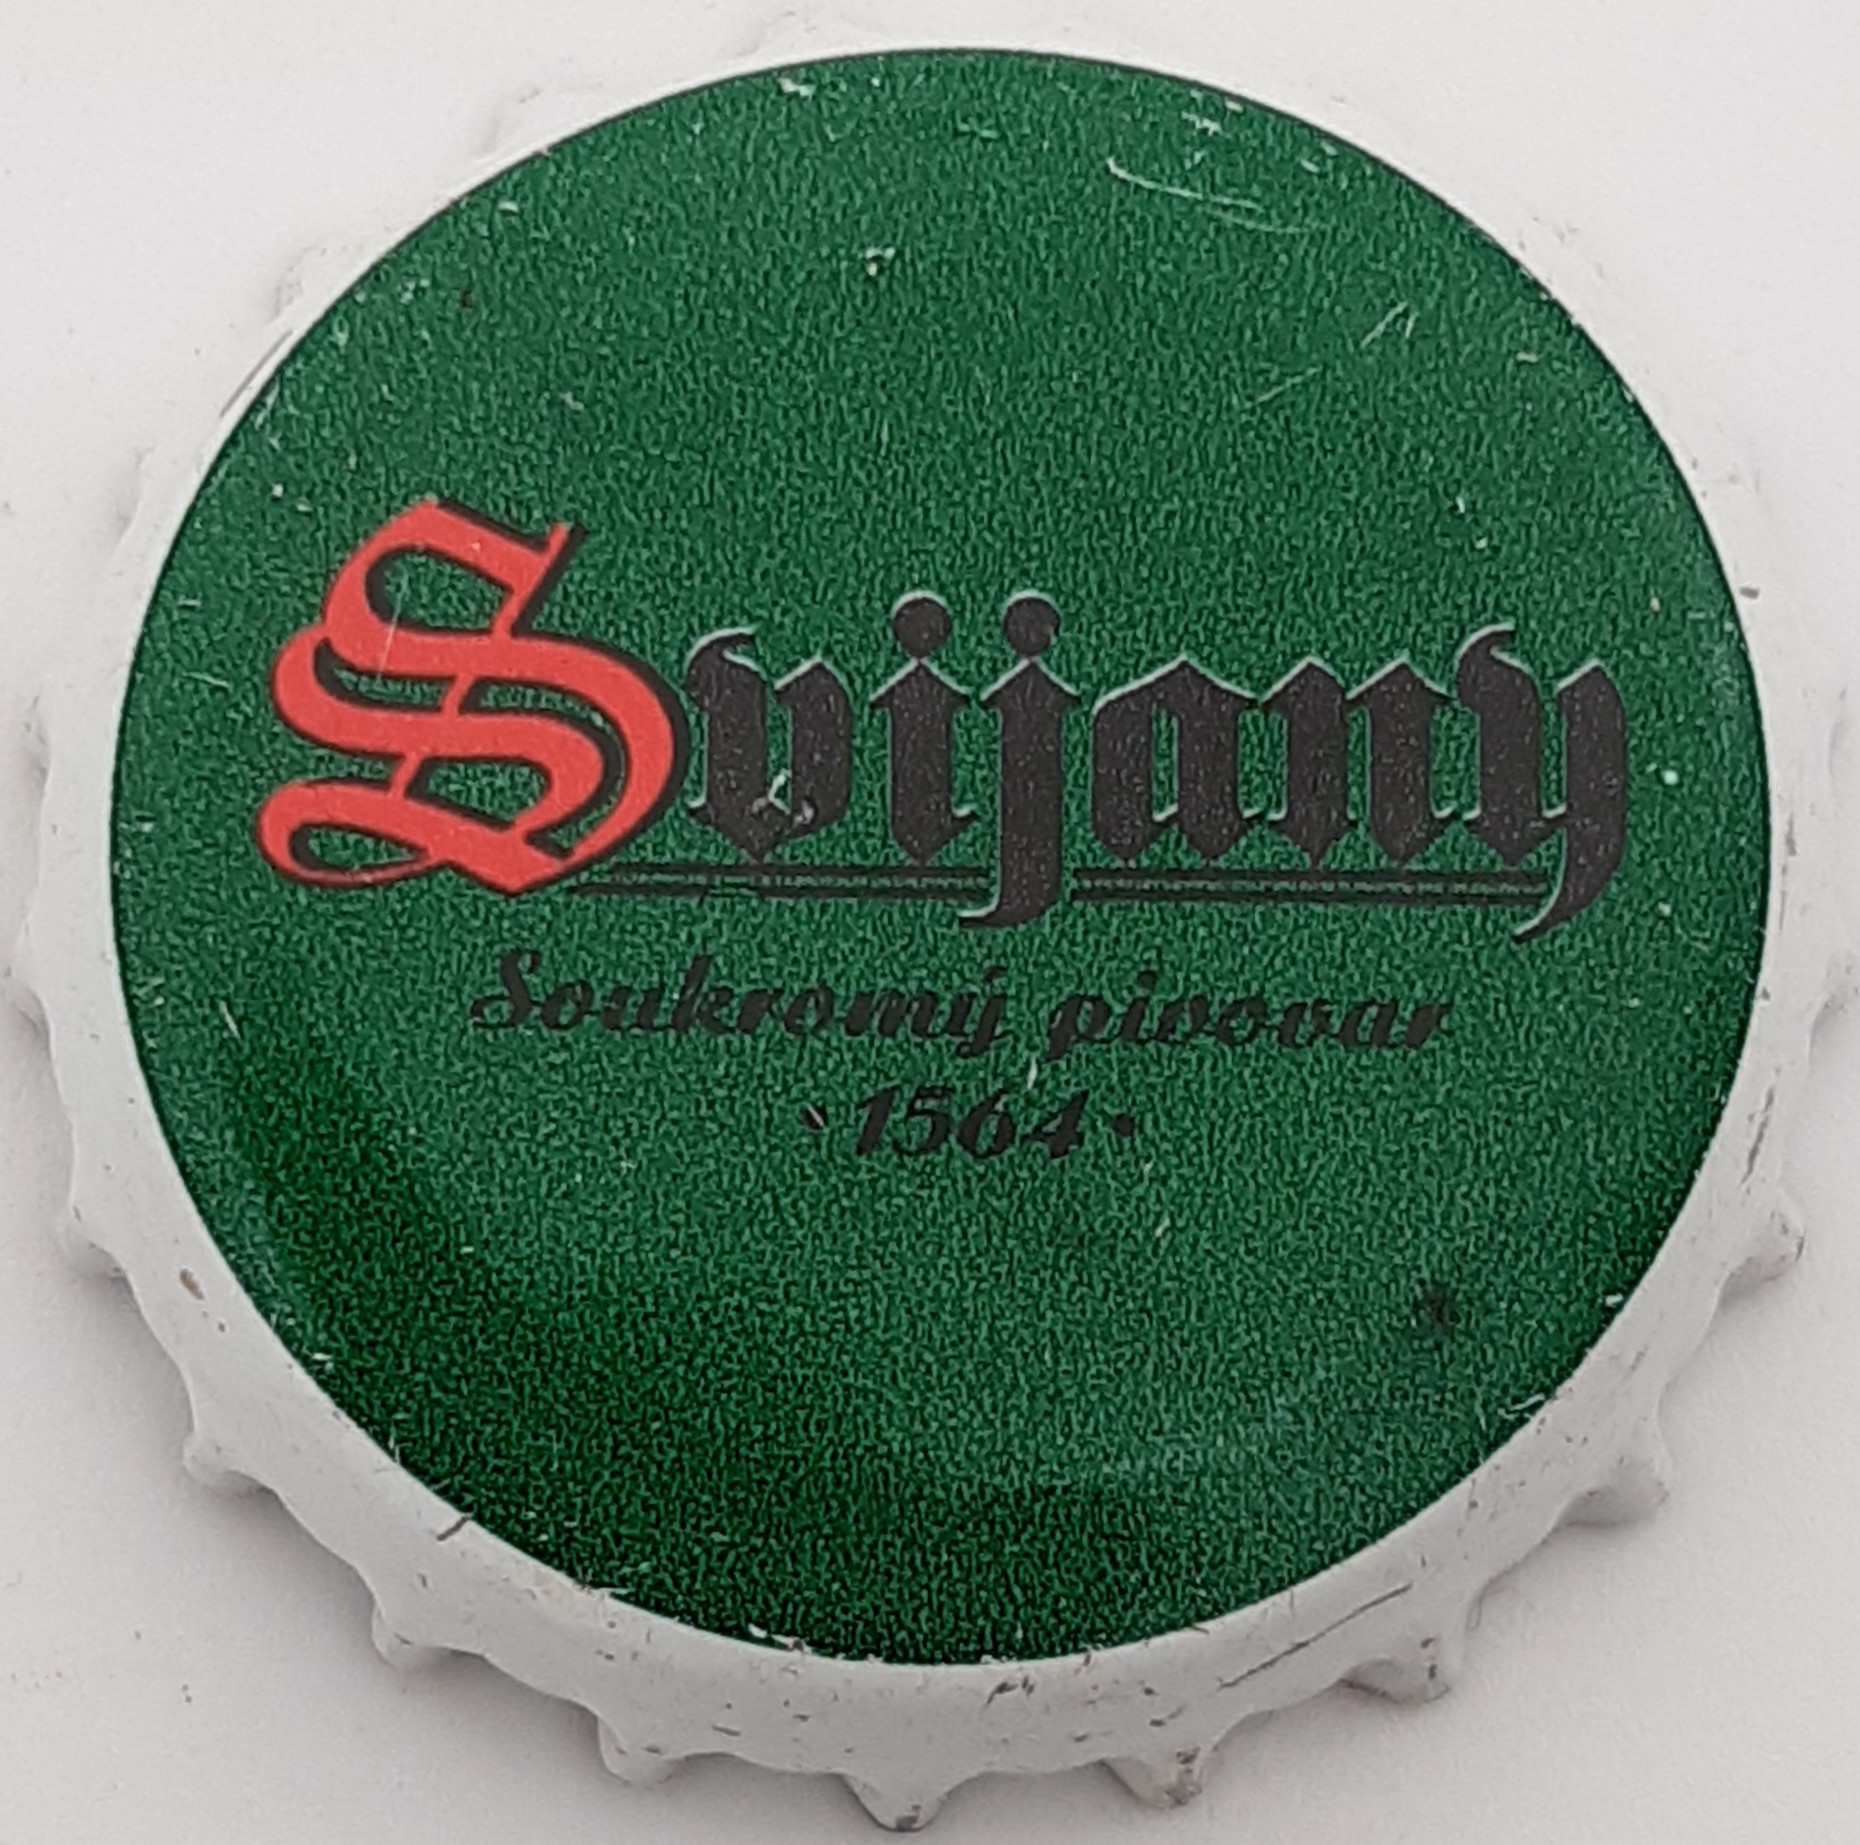 Svijany
Soukromý pivovar
· 1564 ·